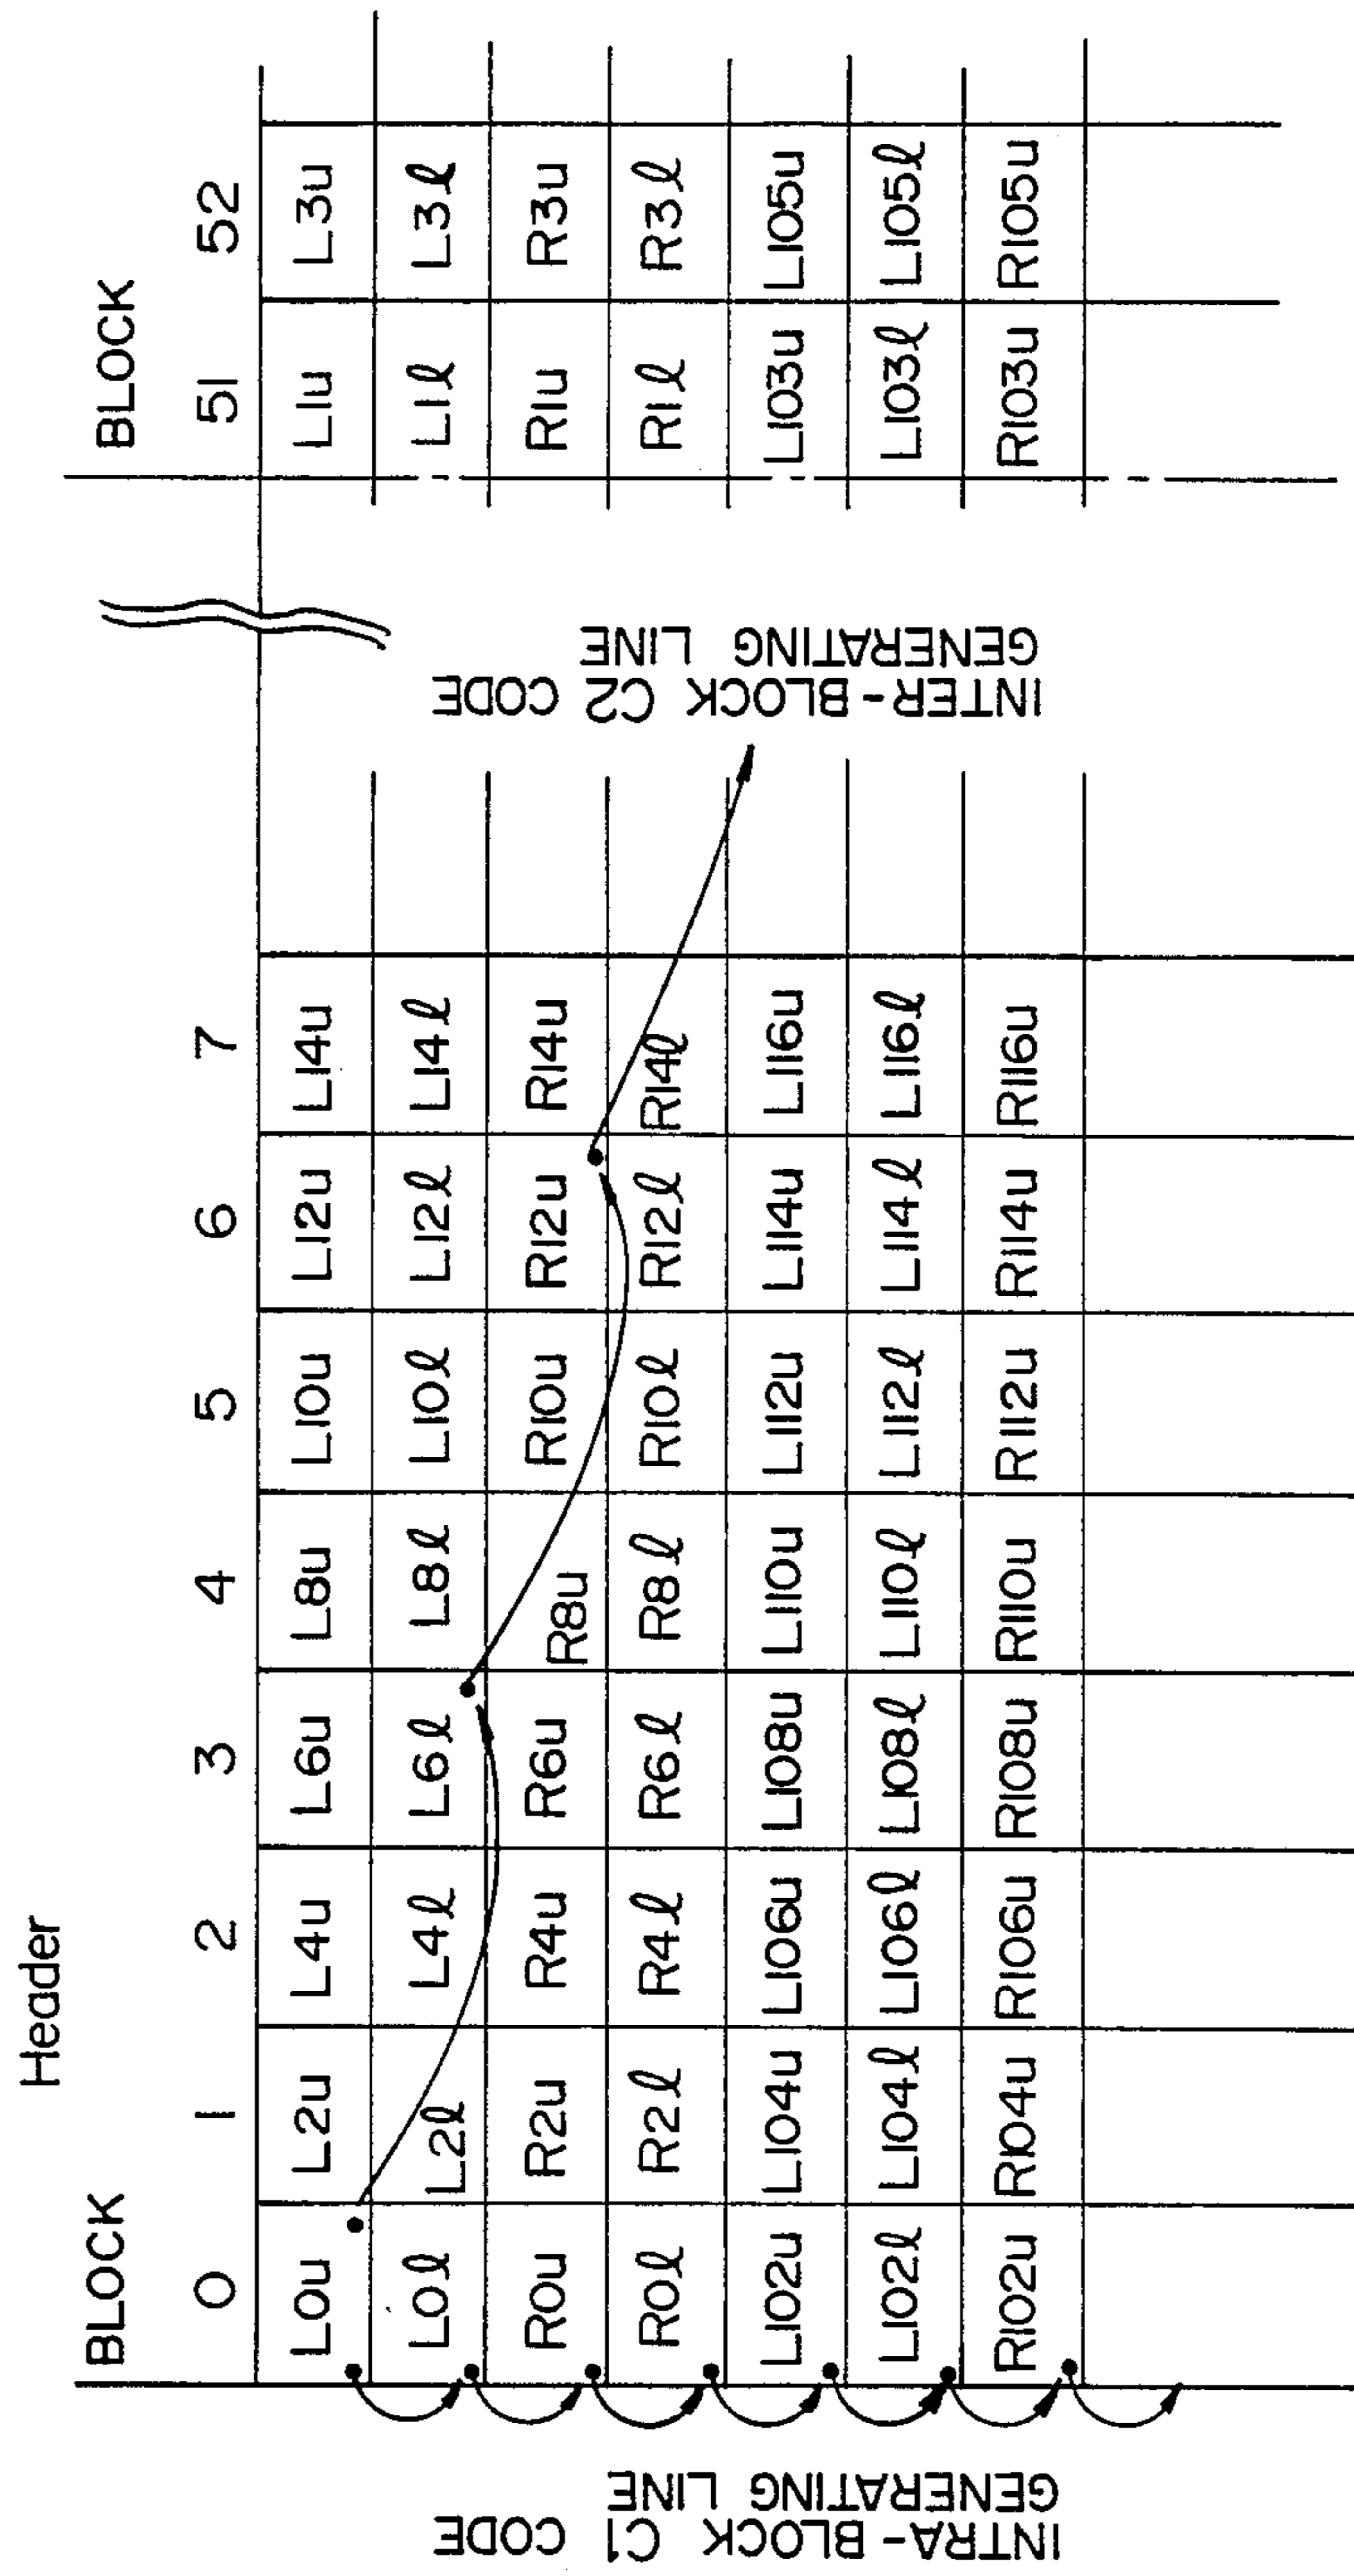 Header
BLOCK BLOCK
0 1 2 3 4 5 6 7 51 52
L0u L2u L4u L6u L8u L10u L12u L14u L1u L3u
L0ℓ L2ℓ L4ℓ L6ℓ L8ℓ L10ℓ L12ℓ L14ℓ L1ℓ L3ℓ
R0u R2u R4u R6u R8u R10u R12u R14u R1u R3u
R0ℓ R2ℓ R4ℓ R6ℓ R8ℓ R10ℓ R12ℓ R14ℓ R1ℓ R3ℓ
L102u L104u L106u L108u L110u L112u L114u L116u L103u L105u
L102ℓ L104ℓ L106ℓ L108ℓ L110ℓ L112ℓ L114ℓ L116ℓ L103ℓ L105ℓ
R102u R104u R106u R108u R110u R112u R114u R116u R103u R105u
INTRA-BLOCK C1 CODE
GENERATING LINE
INTER-BLOCK C2 CODE
GENERATING LINE